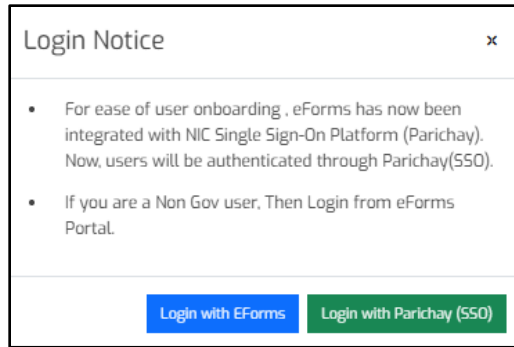 Login Notice x
• For ease of user onboarding , eForms has now been
integrated with NIC Single Sign-On Platform (Parichay).
Now, users will be authenticated through Parichay(SSO).
• If you are a Non Gov user, Then Login from eForms
Portal.
Login with EForms Login with Parichay (SSO)